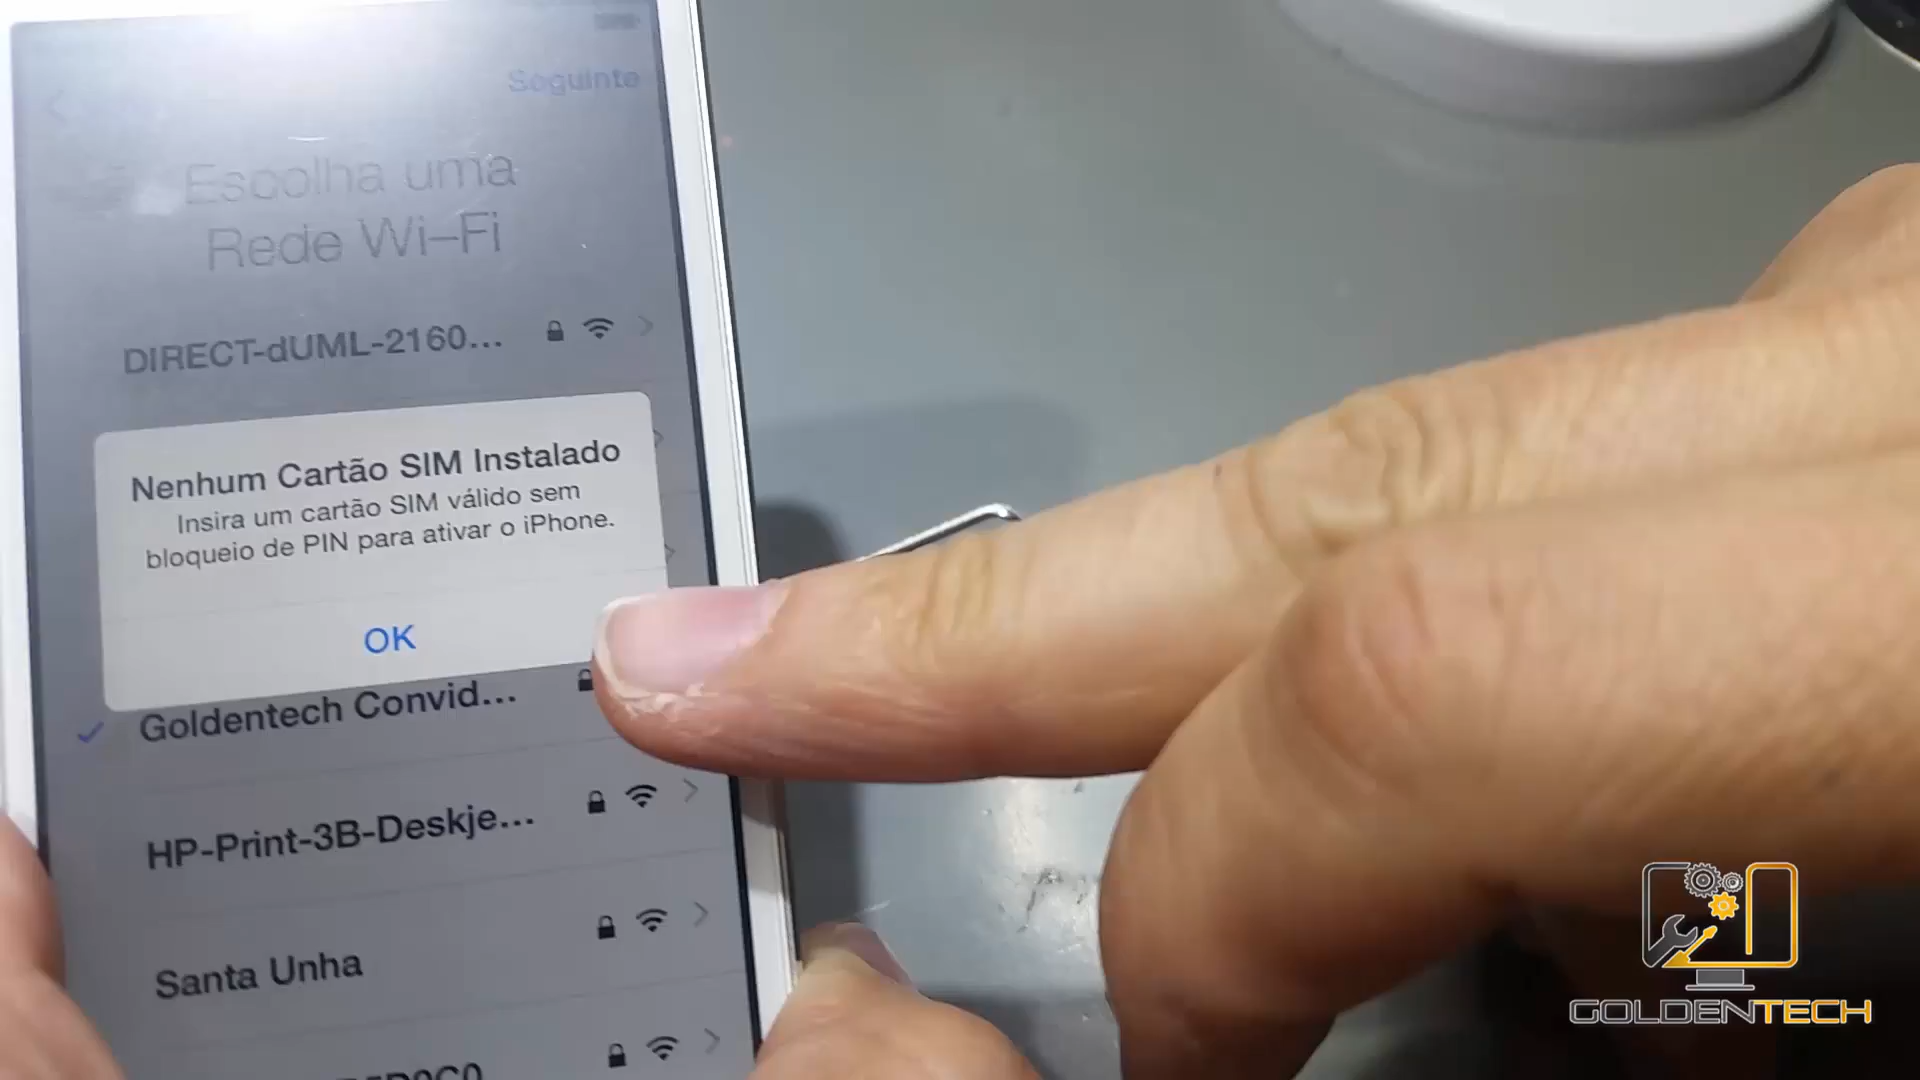 Seguinte
Escolha uma
Rede Wi-Fi
DIRECT-dUML-2160...
Nenhum Cartão SIM Instalado
Insira um cartão SIM válido sem
bloqueio de PIN para ativar o iPhone.
OK
Goldentech Convid...
HP-Print-3B-Deskje...
Santa Unha
GOLDENTECH